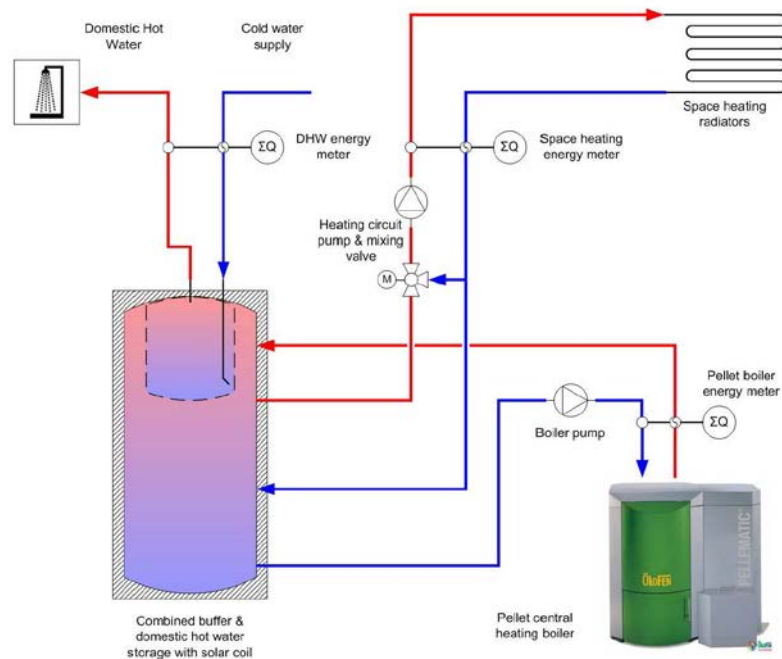 Domestic Hot
Water
Cold water
supply
DHW energy
meter
ΣQ
Space heating
energy meter
ΣQ
Space heating
radiators
Heating circuit
pump & mixing
valve
M
Boiler pump
Pellet boiler
energy meter
ΣQ
ÖkoFEN
PELLEMATIC
Pellet central
heating boiler
Combined buffer &
domestic hot water
storage with solar coil